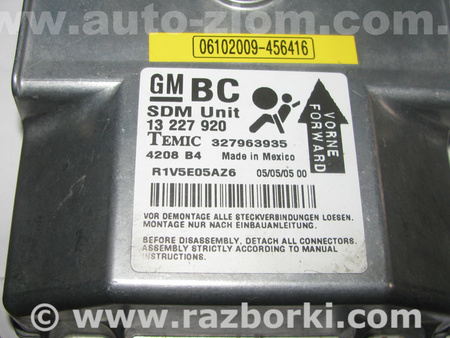 www.auto-zlom.com.ua
06102009-456416
GM BC
SDM Unit
13 227 920
TEMIC 327963935
4208 B4 Made in Mexico
R1V5E05AZ6 05/05/05 00
VORNE
FORWARD
VOR DEMONTAGE ALLE STECKVERBINDUNGEN LOESEN.
MONTAGE NUR NACH EINBAUANLEITUNG.
BEFORE DISASSEMBLY, DETACH ALL CONNECTORS.
ASSEMBLY STRICTLY ACCORDING TO MANUAL
INSTRUCTIONS.
© www.razborki.com